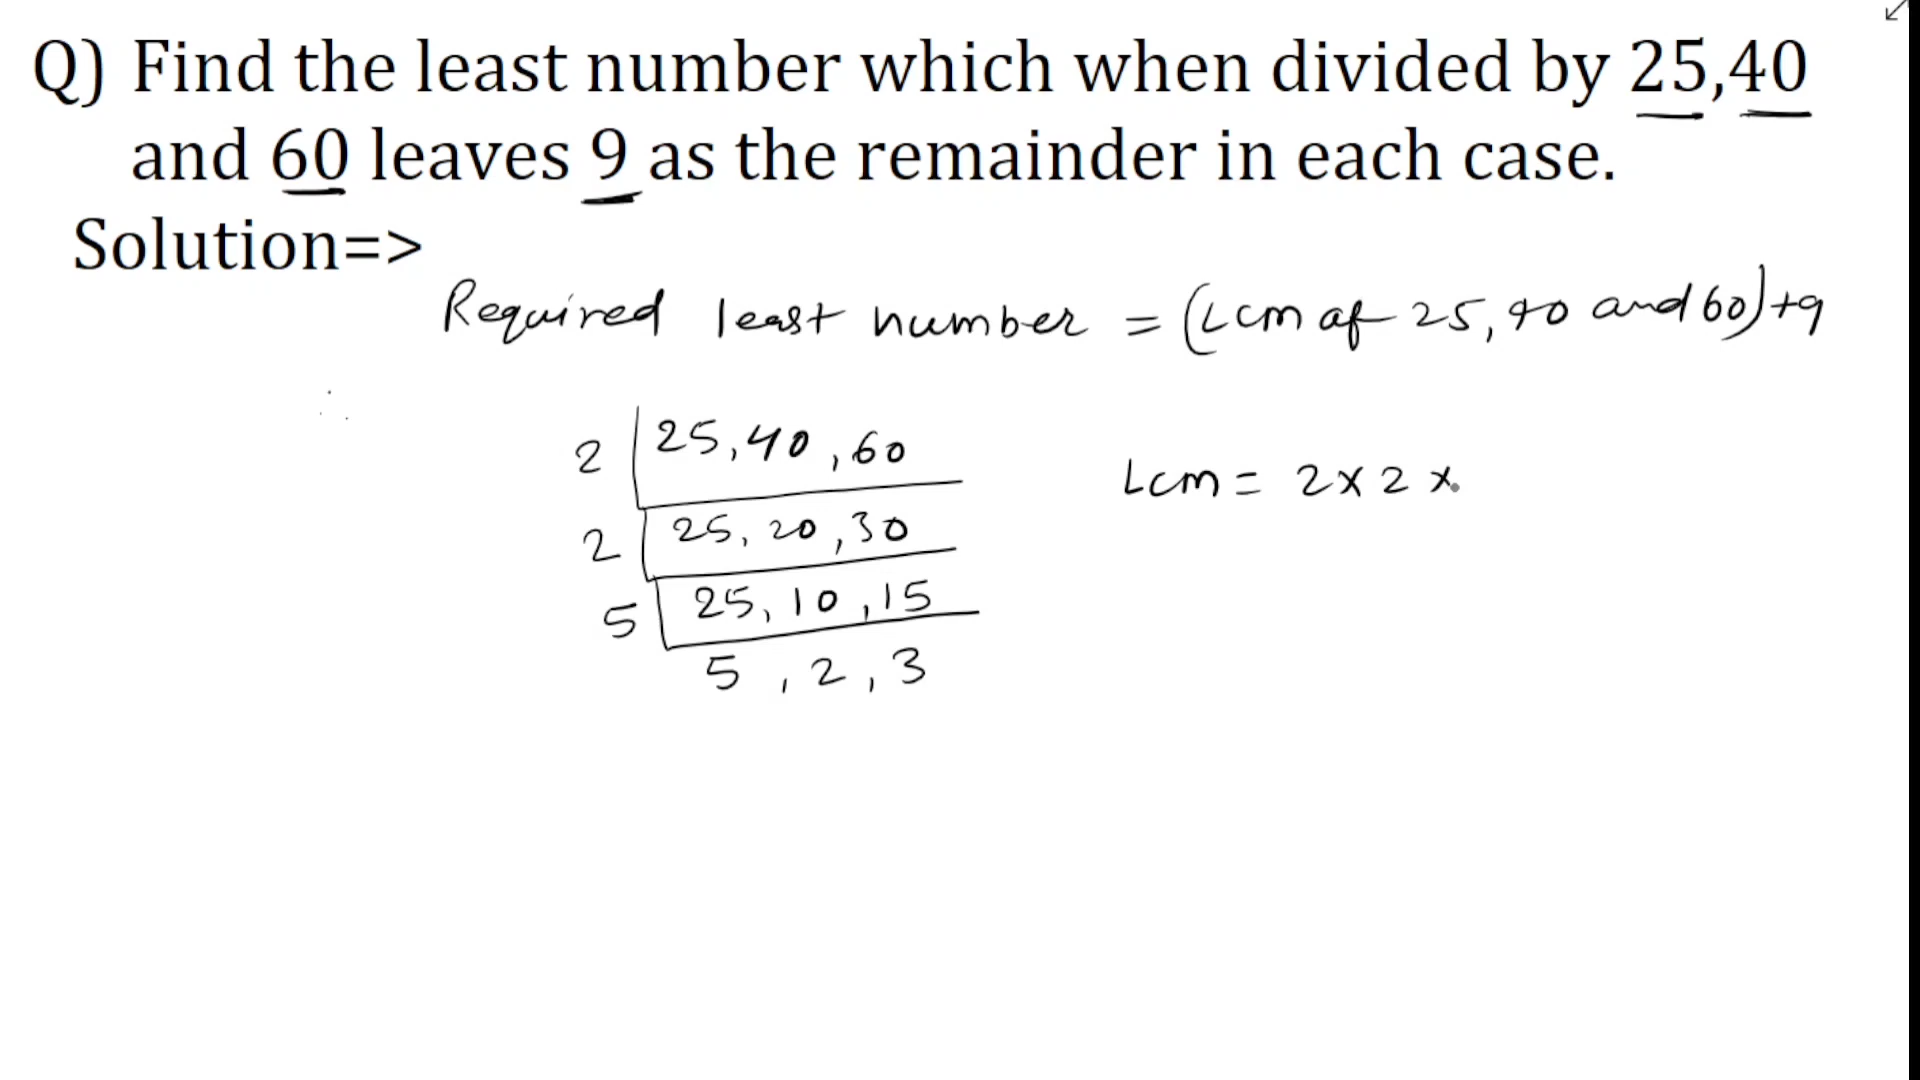 Q) Find the least number which when divided by 25,40
and 60 leaves 9 as the remainder in each case.
Solution=>
Required least number = (Lcm of 25, 40 and 60)+9
2 | 25, 40, 60
2 | 25, 20, 30
5 | 25, 10, 15
5, 2, 3
Lcm = 2 × 2 ×